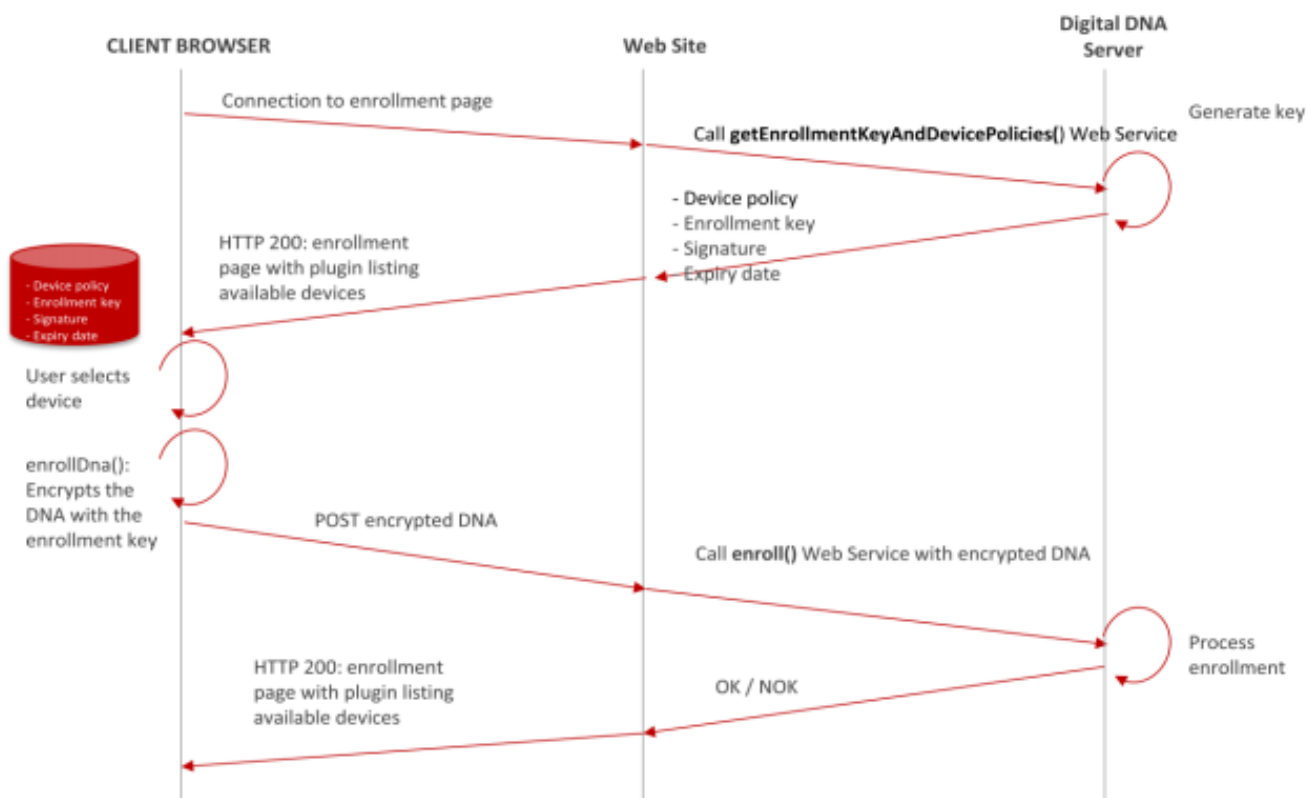 CLIENT BROWSER
Web Site
Digital DNA
Server
Connection to enrollment page
Generate key
Call getEnrollmentKeyAndDevicePolicies() Web Service
- Device policy
- Enrollment key
- Signature
- Expiry date
HTTP 200: enrollment
page with plugin listing
available devices
- Device policy
- Enrollment key
- Signature
- Expiry date
User selects
device
enrollDna():
Encrypts the
DNA with the
enrollment key
POST encrypted DNA
Call enroll() Web Service with encrypted DNA
Process
enrollment
HTTP 200: enrollment
page with plugin listing
available devices
OK / NOK